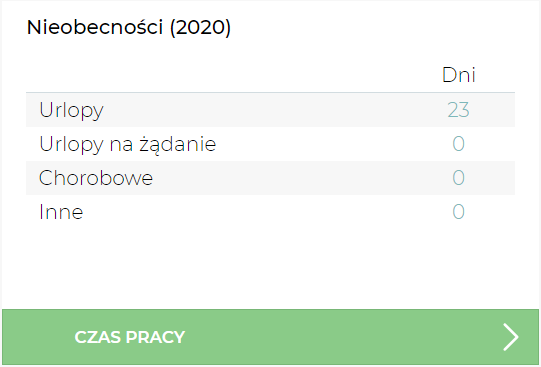 Nieobecności (2020)
Dni
Urlopy 23
Urlopy na żądanie 0
Chorobowe 0
Inne 0
CZAS PRACY